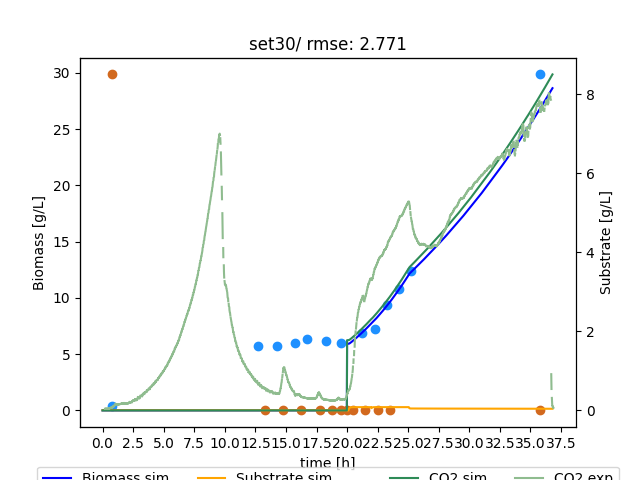 set30/ rmse: 2.771
30
25
20
15
10
5
0
Biomass [g/L]
8
6
4
2
0
Substrate [g/L]
0.0 2.5 5.0 7.5 10.0 12.5 15.0 17.5 20.0 22.5 25.0 27.5 30.0 32.5 35.0 37.5
time [h]
Biomass sim Substrate sim CO2 sim CO2 exp